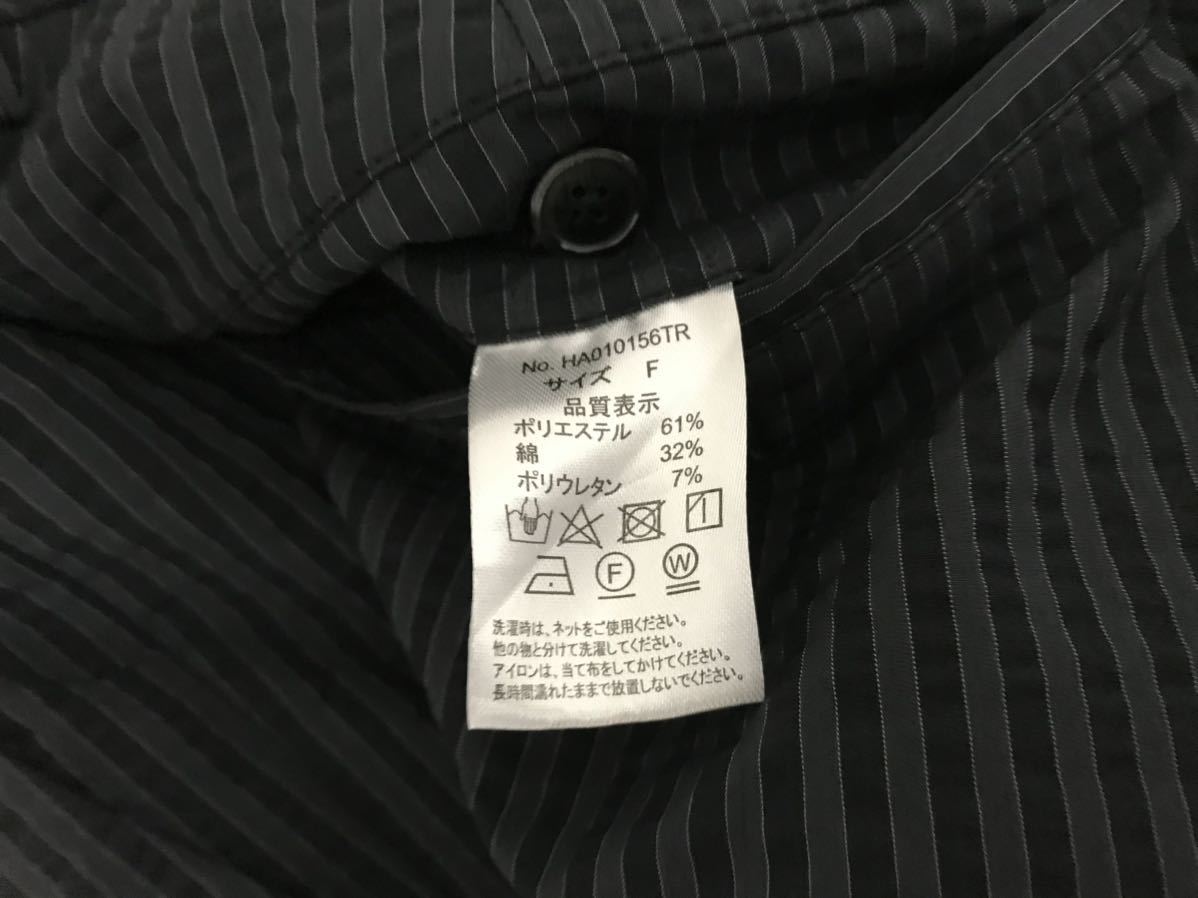 No. HA010156TR
サイズ F
品質表示
ポリエステル 61%
綿 32%
ポリウレタン 7%
F W
洗濯時は、ネットをご使用ください。
他の物と分けて洗濯してください。
アイロンは、当て布をしてかけてください。
長時間濡れたままで放置しないでください。